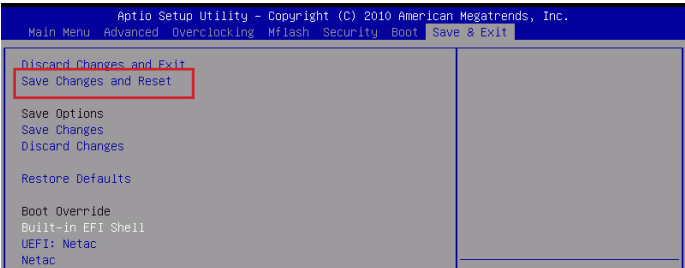 Aptio Setup Utility – Copyright (C) 2010 American Megatrends, Inc.
Main Menu Advanced Overclocking Mflash Security Boot Save & Exit
Discard Changes and Exit
Save Changes and Reset
Save Options
Save Changes
Discard Changes
Restore Defaults
Boot Override
Built-in EFI Shell
UEFI: Netac
Netac